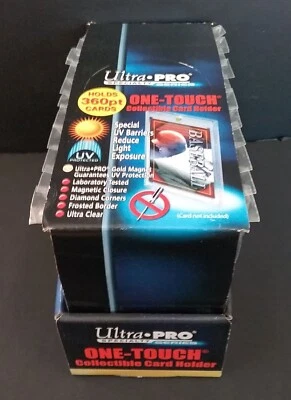 Ultra•PRO®
SPECIALTY SERIES
HOLDS
360pt
CARDS
ONE-TOUCH®
Collectible Card Holder
Special
UV Barriers
Reduce
Light
Exposure
UV
PROTECTED
BASEBALL
Ultra•PRO® Gold Magnet
Guarantees UV Protection
Laboratory Tested
Magnetic Closure
Diamond Corners
Frosted Border
Ultra Clear
(Card not included)
Ultra•PRO®
SPECIALTY SERIES
ONE-TOUCH®
Collectible Card Holder